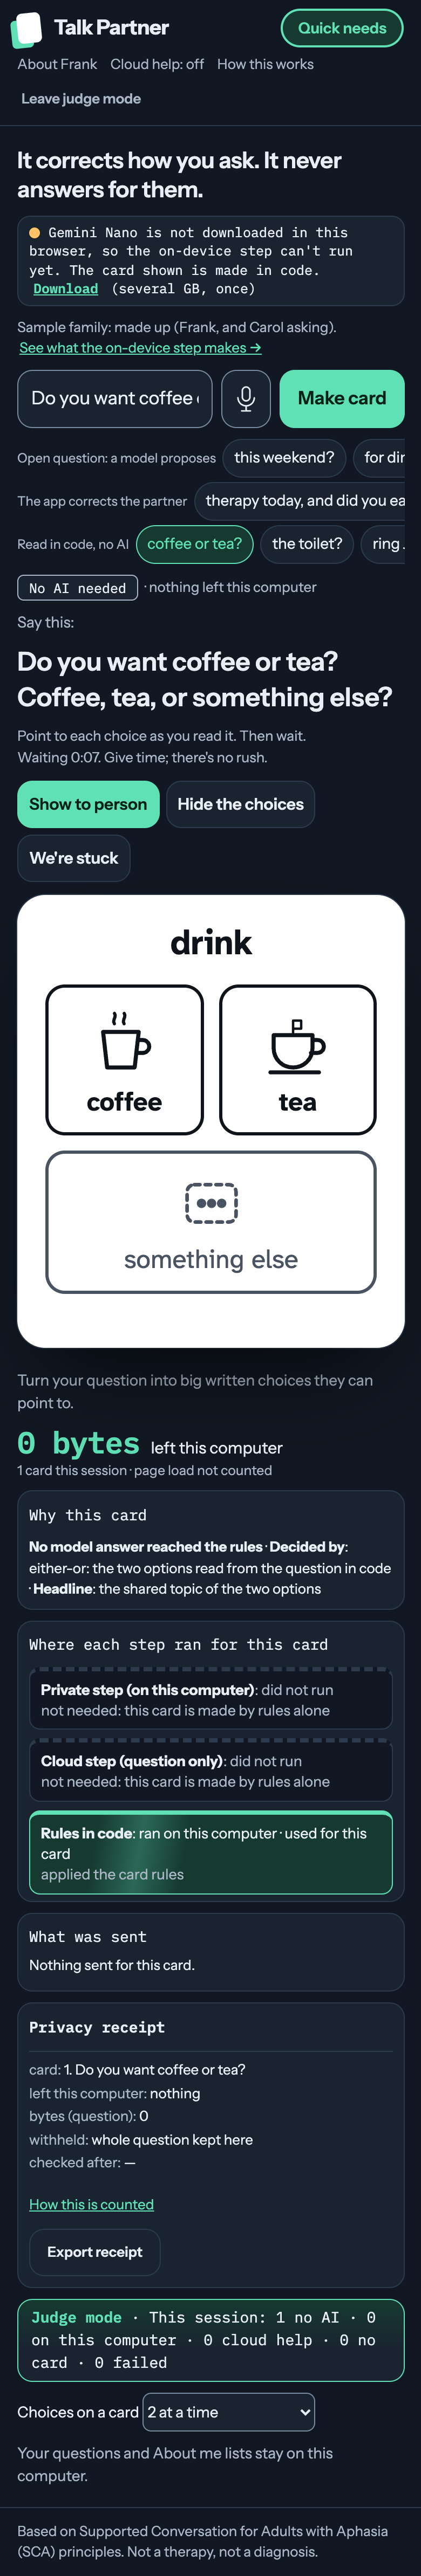 Talk Partner
Quick needs
About Frank Cloud help: off How this works
Leave judge mode
It corrects how you ask. It never
answers for them.
Gemini Nano is not downloaded in this
browser, so the on-device step can't run
yet. The card shown is made in code.
Download (several GB, once)
Sample family: made up (Frank, and Carol asking).
See what the on-device step makes →
Do you want coffee
Make card
Open question: a model proposes this weekend? for dir
The app corrects the partner therapy today, and did you ea
Read in code, no AI coffee or tea? the toilet? ring
No AI needed · nothing left this computer
Say this:
Do you want coffee or tea?
Coffee, tea, or something else?
Point to each choice as you read it. Then wait.
Waiting 0:07. Give time; there's no rush.
Show to person Hide the choices
We're stuck
drink
coffee tea
something else
Turn your question into big written choices they can
point to.
0 bytes left this computer
1 card this session · page load not counted
Why this card
No model answer reached the rules · Decided by:
either-or: the two options read from the question in code
· Headline: the shared topic of the two options
Where each step ran for this card
Private step (on this computer): did not run
not needed: this card is made by rules alone
Cloud step (question only): did not run
not needed: this card is made by rules alone
Rules in code: ran on this computer · used for this
card
applied the card rules
What was sent
Nothing sent for this card.
Privacy receipt
card: 1. Do you want coffee or tea?
left this computer: nothing
bytes (question): 0
withheld: whole question kept here
checked after: —
How this is counted
Export receipt
Judge mode · This session: 1 no AI · 0
on this computer · 0 cloud help · 0 no
card · 0 failed
Choices on a card 2 at a time
Your questions and About me lists stay on this
computer.
Based on Supported Conversation for Adults with Aphasia
(SCA) principles. Not a therapy, not a diagnosis.